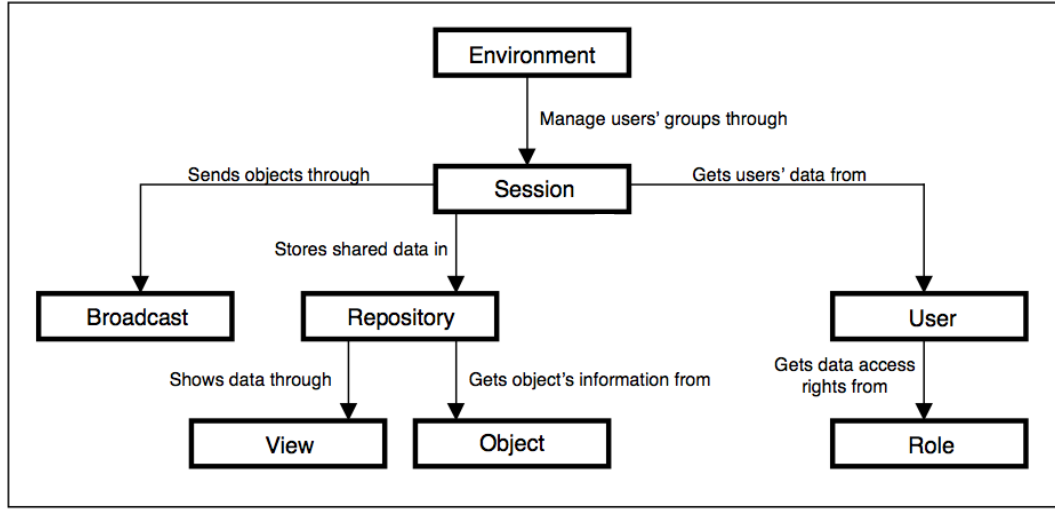 Environment
Manage users' groups through
Sends objects through
Session
Gets users' data from
Stores shared data in
Broadcast
Repository
User
Shows data through
Gets object's information from
Gets data access
rights from
View
Object
Role